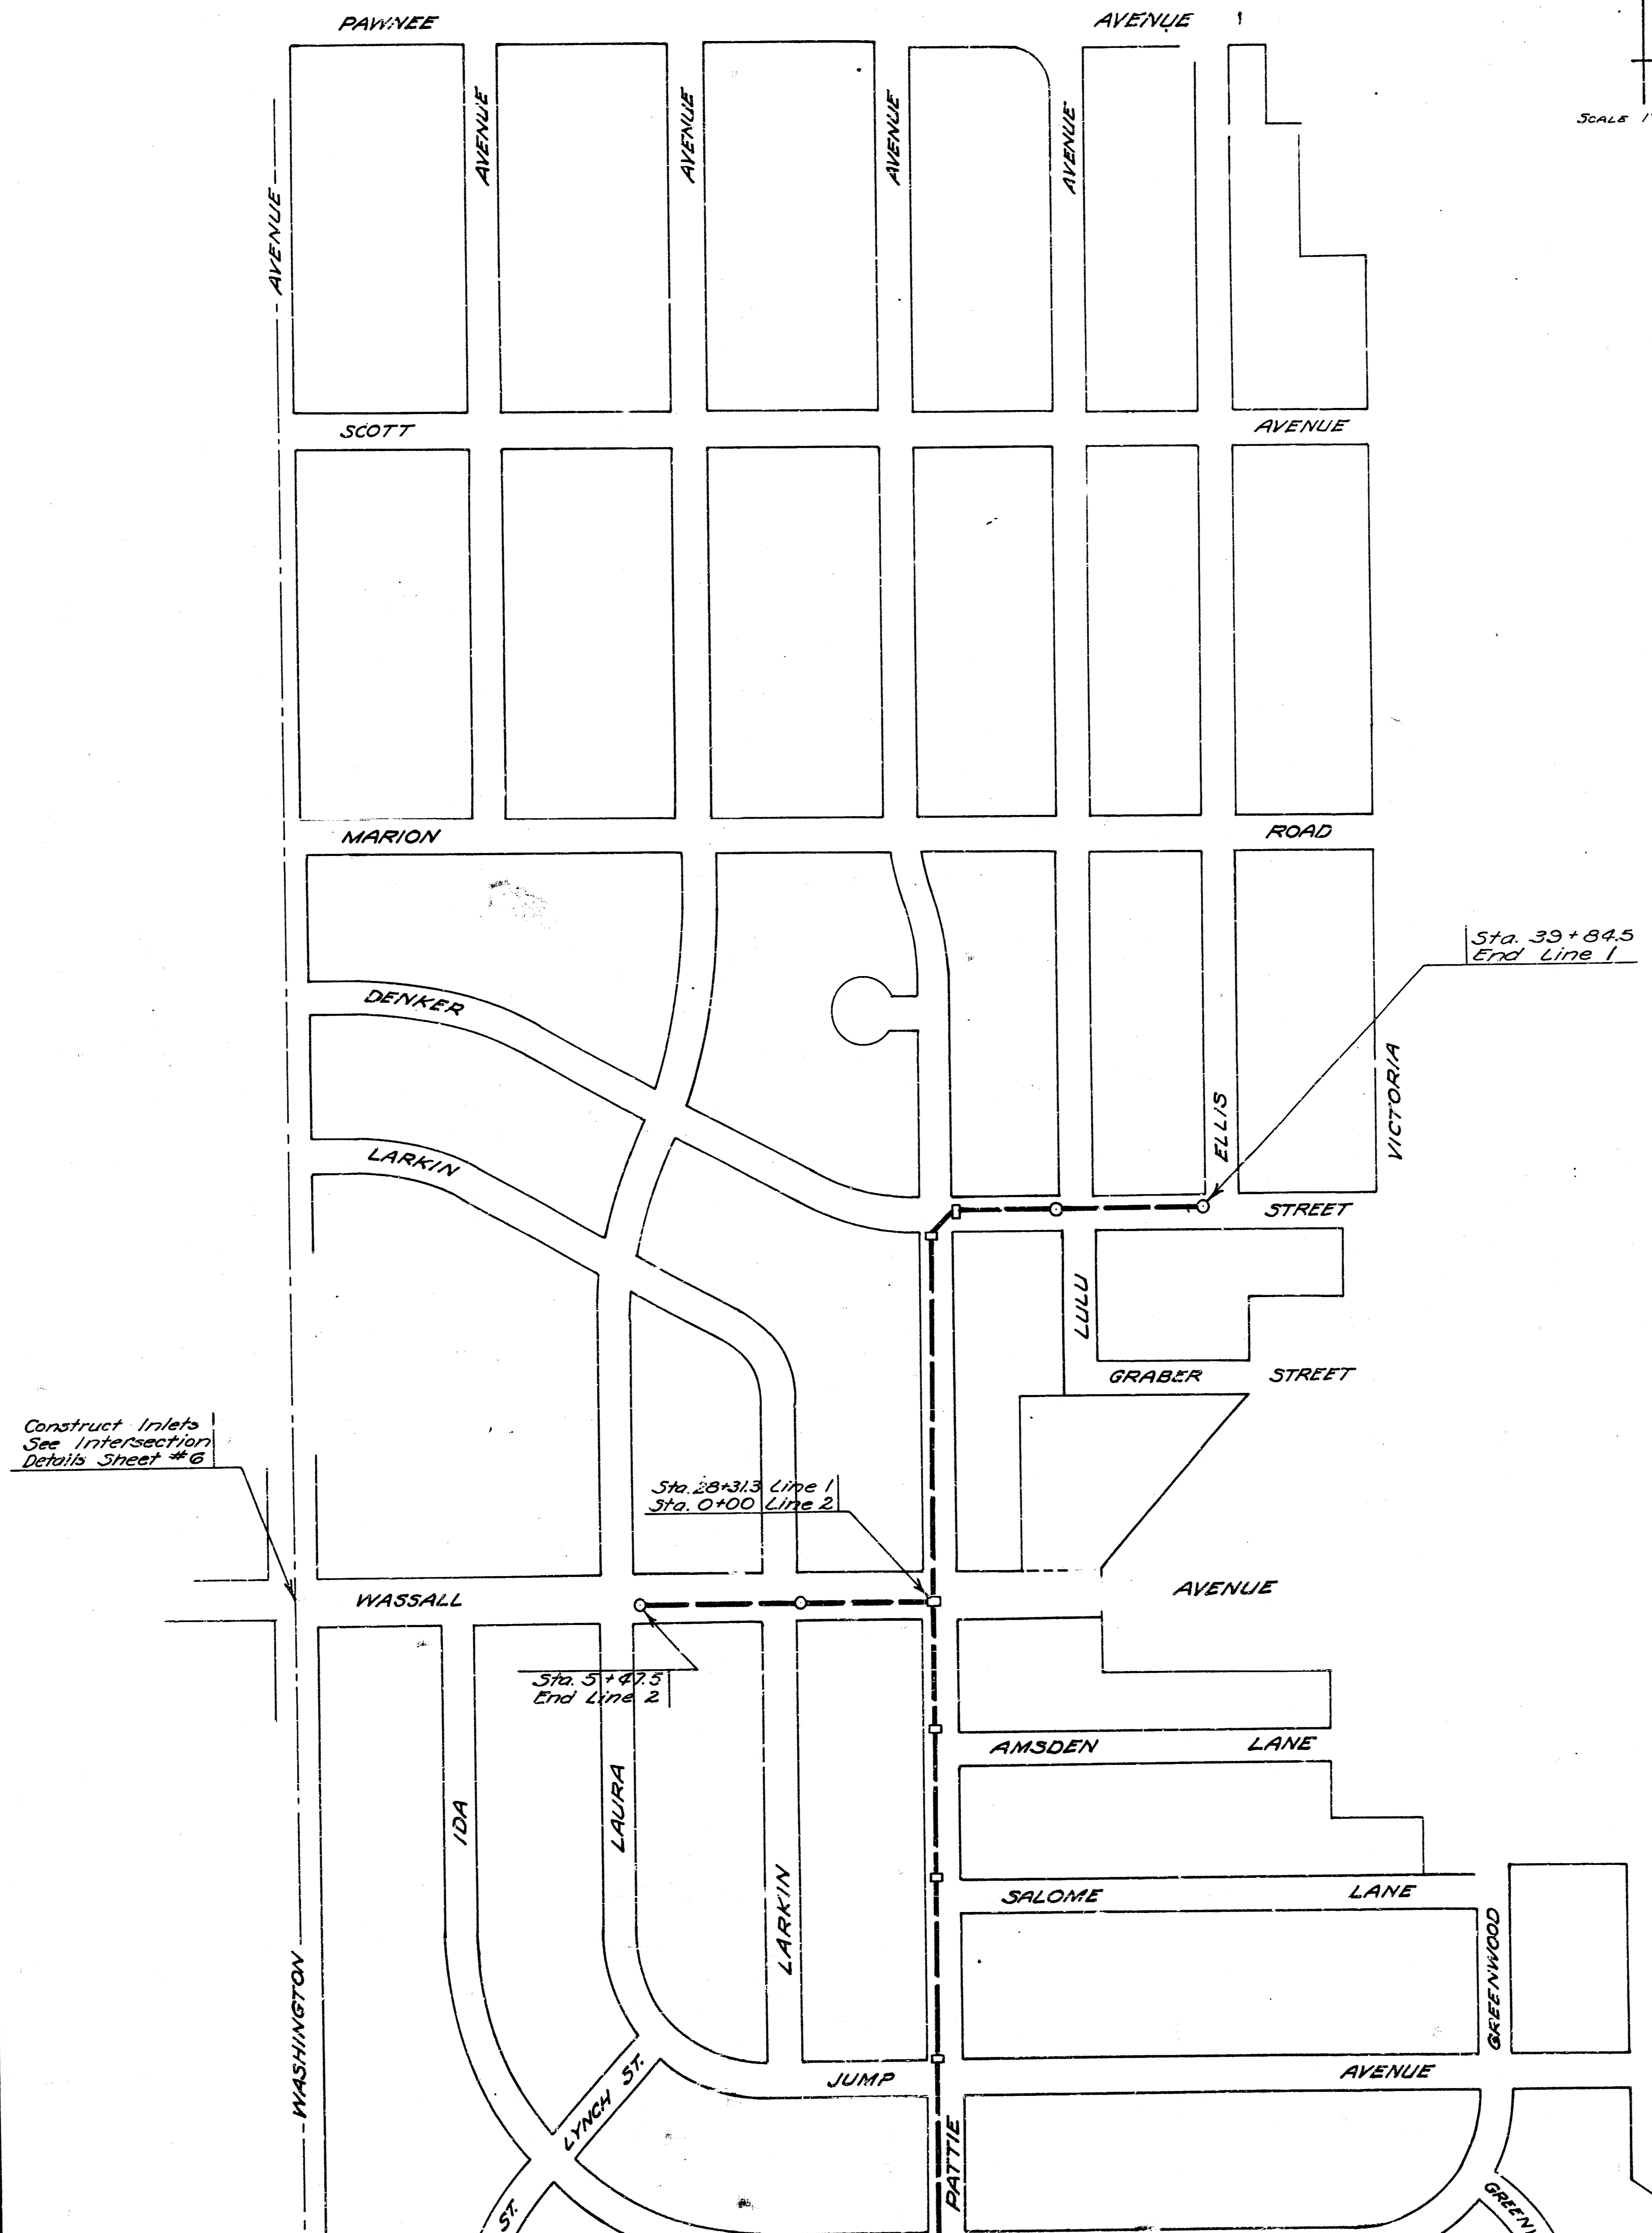 PAWNEE AVENUE
AVENUE
AVENUE
AVENUE
AVENUE
AVENUE
SCALE 1"
SCOTT AVENUE
MARION ROAD
Sta. 39+84.5
End Line 1
DENKER
VICTORIA
ELLIS
LARKIN
STREET
LULU
GRABER STREET
Construct Inlets
See Intersection
Details Sheet #6
Sta. 28+31.3 Line 1
Sta. 0+00 Line 2
WASSALL AVENUE
Sta. 5+47.5
End Line 2
AMSDEN LANE
IDA
LAURA
LARKIN
SALOME LANE
GREENWOOD
WASHINGTON
LYNCH ST.
JUMP AVENUE
PATTIE
ST.